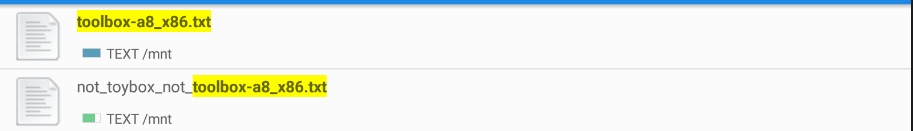 toolbox-a8_x86.txt
TEXT /mnt
not_toybox_not_toolbox-a8_x86.txt
TEXT /mnt